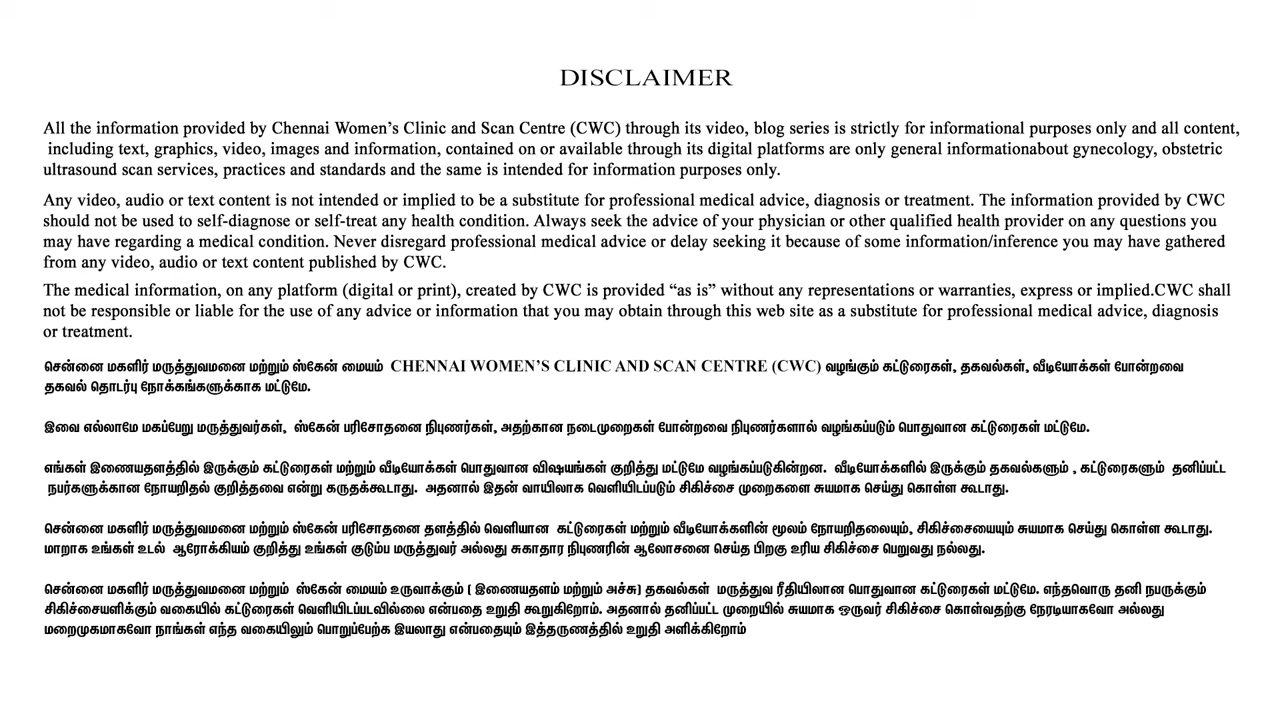 DISCLAIMER
All the information provided by Chennai Women’s Clinic and Scan Centre (CWC) through its video, blog series is strictly for informational purposes only and all content,
including text, graphics, video, images and information, contained on or available through its digital platforms are only general informationabout gynecology, obstetric
ultrasound scan services, practices and standards and the same is intended for information purposes only.
Any video, audio or text content is not intended or implied to be a substitute for professional medical advice, diagnosis or treatment. The information provided by CWC
should not be used to self-diagnose or self-treat any health condition. Always seek the advice of your physician or other qualified health provider on any questions you
may have regarding a medical condition. Never disregard professional medical advice or delay seeking it because of some information/inference you may have gathered
from any video, audio or text content published by CWC.
The medical information, on any platform (digital or print), created by CWC is provided “as is” without any representations or warranties, express or implied.CWC shall
not be responsible or liable for the use of any advice or information that you may obtain through this web site as a substitute for professional medical advice, diagnosis
or treatment.
சென்னை மகளிர் மருத்துவமனை மற்றும் ஸ்கேன் மையம் CHENNAI WOMEN’S CLINIC AND SCAN CENTRE (CWC) வழங்கும் கட்டுரைகள், தகவல்கள், வீடியோக்கள் போன்றவை
தகவல் தொடர்பு நோக்கங்களுக்காக மட்டுமே.
இவை எல்லாமே மகப்பேறு மருத்துவர்கள், ஸ்கேன் பரிசோதனை நிபுணர்கள், அதற்கான நடைமுறைகள் போன்றவை நிபுணர்களால் வழங்கப்படும் பொதுவான கட்டுரைகள் மட்டுமே.
எங்கள் இணையதளத்தில் இருக்கும் கட்டுரைகள் மற்றும் வீடியோக்கள் பொதுவான விஷயங்கள் குறித்து மட்டுமே வழங்கப்படுகின்றன. வீடியோக்களில் இருக்கும் தகவல்களும் , கட்டுரைகளும் தனிப்பட்ட
நபர்களுக்கான நோயறிதல் குறித்தவை என்று கருதக்கூடாது. அதனால் இதன் வாயிலாக வெளியிடப்படும் சிகிச்சை முறைகளை சுயமாக செய்து கொள்ள கூடாது.
சென்னை மகளிர் மருத்துவமனை மற்றும் ஸ்கேன் பரிசோதனை தளத்தில் வெளியான கட்டுரைகள் மற்றும் வீடியோக்களின் மூலம் நோயறிதலையும், சிகிச்சையையும் சுயமாக செய்து கொள்ள கூடாது.
மாறாக உங்கள் உடல் ஆரோக்கியம் குறித்து உங்கள் குடும்ப மருத்துவர் அல்லது சுகாதார நிபுணரின் ஆலோசனை செய்த பிறகு உரிய சிகிச்சை பெறுவது நல்லது.
சென்னை மகளிர் மருத்துவமனை மற்றும் ஸ்கேன் மையம் உருவாக்கும் ( இணையதளம் மற்றும் அச்சு) தகவல்கள் மருத்துவ ரீதியிலான பொதுவான கட்டுரைகள் மட்டுமே. எந்தவொரு தனி நபருக்கும்
சிகிச்சையளிக்கும் வகையில் கட்டுரைகள் வெளியிடப்படவில்லை என்பதை உறுதி கூறுகிறோம். அதனால் தனிப்பட்ட முறையில் சுயமாக ஒருவர் சிகிச்சை கொள்வதற்கு நேரடியாகவோ அல்லது
மறைமுகமாகவோ நாங்கள் எந்த வகையிலும் பொறுப்பேற்க இயலாது என்பதையும் இத்தருணத்தில் உறுதி அளிக்கிறோம்